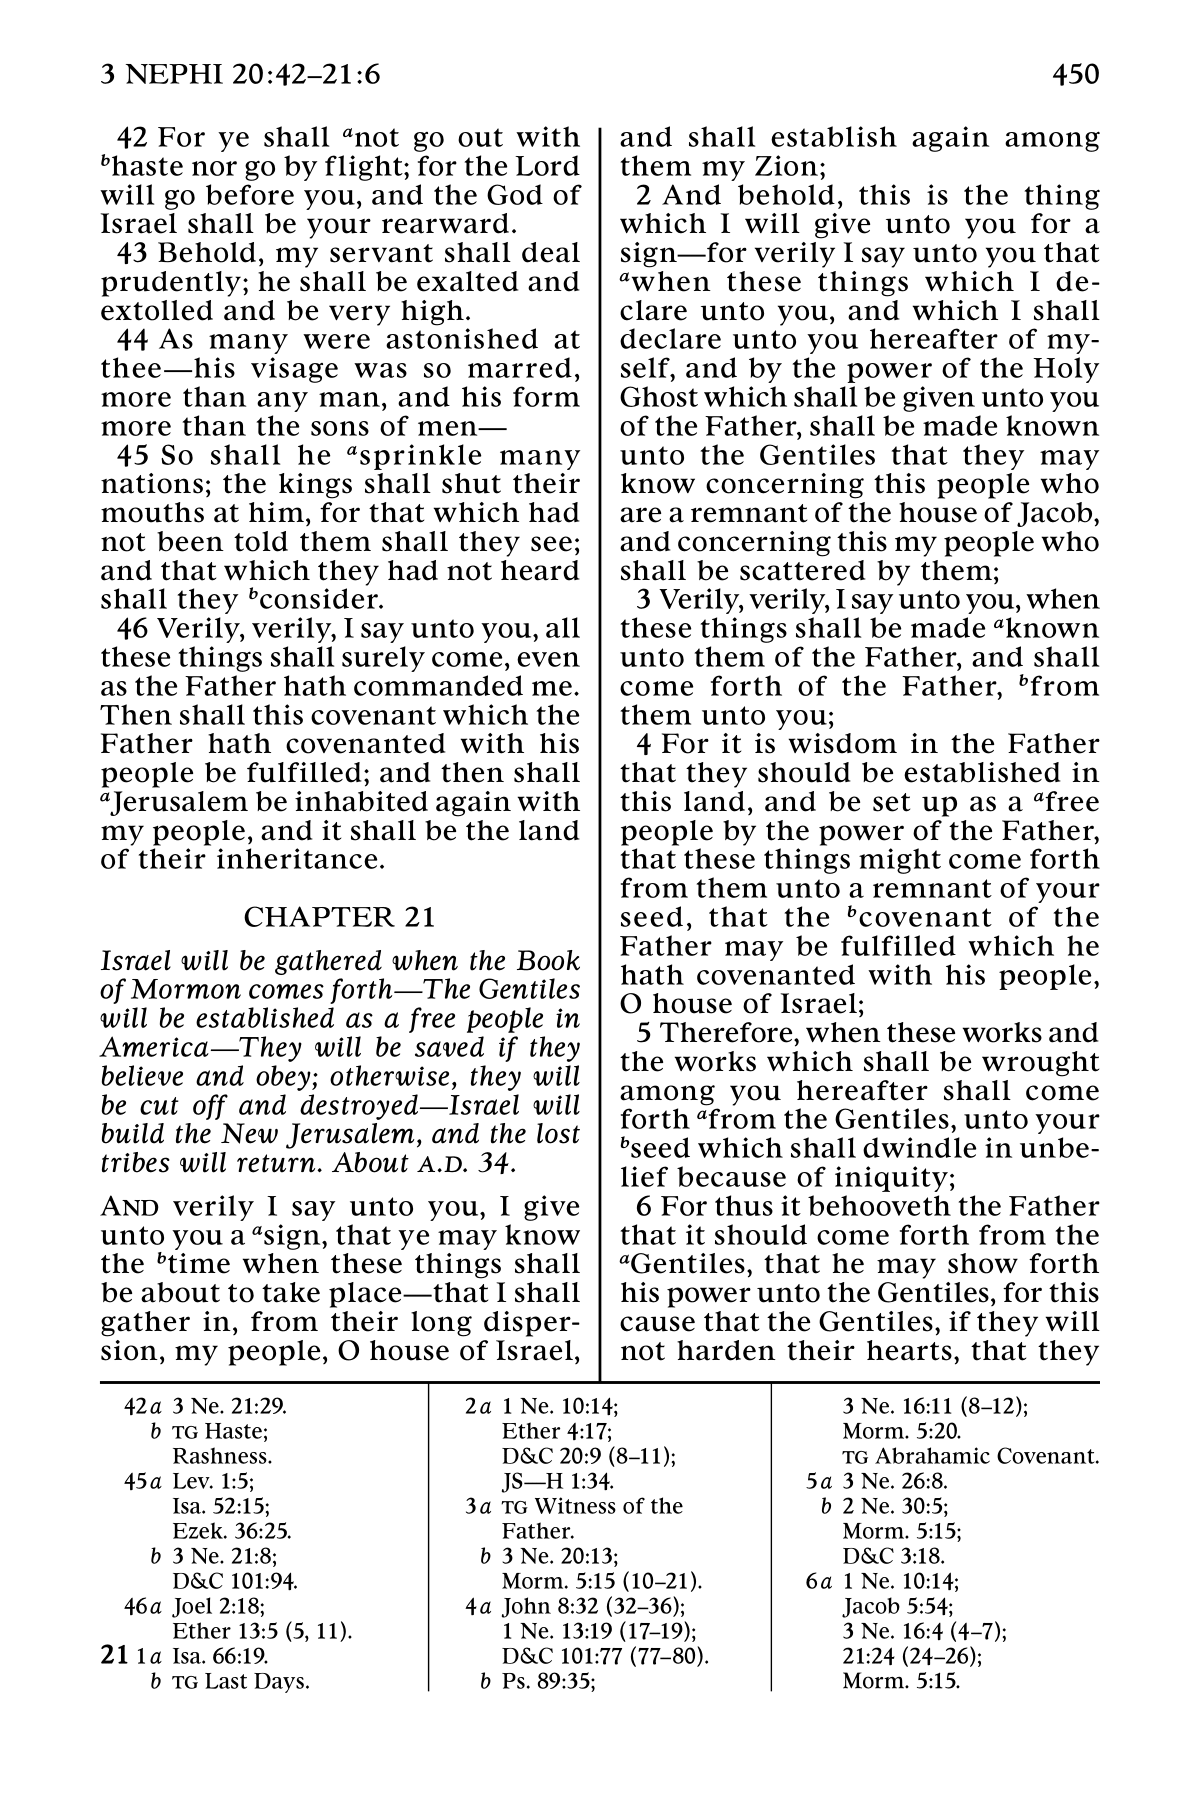 3 NEPHI 20:42–21:6
450
42 For ye shall ᵃnot go out with
ᵇhaste nor go by flight; for the Lord
will go before you, and the God of
Israel shall be your rearward.
43 Behold, my servant shall deal
prudently; he shall be exalted and
extolled and be very high.
44 As many were astonished at
thee—his visage was so marred,
more than any man, and his form
more than the sons of men—
45 So shall he ᵃsprinkle many
nations; the kings shall shut their
mouths at him, for that which had
not been told them shall they see;
and that which they had not heard
shall they ᵇconsider.
46 Verily, verily, I say unto you, all
these things shall surely come, even
as the Father hath commanded me.
Then shall this covenant which the
Father hath covenanted with his
people be fulfilled; and then shall
ᵃJerusalem be inhabited again with
my people, and it shall be the land
of their inheritance.
CHAPTER 21
Israel will be gathered when the Book
of Mormon comes forth—The Gentiles
will be established as a free people in
America—They will be saved if they
believe and obey; otherwise, they will
be cut off and destroyed—Israel will
build the New Jerusalem, and the lost
tribes will return. About A.D. 34.
AND verily I say unto you, I give
unto you a ᵃsign, that ye may know
the ᵇtime when these things shall
be about to take place—that I shall
gather in, from their long disper-
sion, my people, O house of Israel,
and shall establish again among
them my Zion;
2 And behold, this is the thing
which I will give unto you for a
sign—for verily I say unto you that
ᵃwhen these things which I de-
clare unto you, and which I shall
declare unto you hereafter of my-
self, and by the power of the Holy
Ghost which shall be given unto you
of the Father, shall be made known
unto the Gentiles that they may
know concerning this people who
are a remnant of the house of Jacob,
and concerning this my people who
shall be scattered by them;
3 Verily, verily, I say unto you, when
these things shall be made ᵃknown
unto them of the Father, and shall
come forth of the Father, ᵇfrom
them unto you;
4 For it is wisdom in the Father
that they should be established in
this land, and be set up as a ᵃfree
people by the power of the Father,
that these things might come forth
from them unto a remnant of your
seed, that the ᵇcovenant of the
Father may be fulfilled which he
hath covenanted with his people,
O house of Israel;
5 Therefore, when these works and
the works which shall be wrought
among you hereafter shall come
forth ᵃfrom the Gentiles, unto your
ᵇseed which shall dwindle in unbe-
lief because of iniquity;
6 For thus it behooveth the Father
that it should come forth from the
ᵃGentiles, that he may show forth
his power unto the Gentiles, for this
cause that the Gentiles, if they will
not harden their hearts, that they
42a 3 Ne. 21:29.
b TG Haste;
Rashness.
45a Lev. 1:5;
Isa. 52:15;
Ezek. 36:25.
b 3 Ne. 21:8;
D&C 101:94.
46a Joel 2:18;
Ether 13:5 (5, 11).
21 1a Isa. 66:19.
b TG Last Days.
2a 1 Ne. 10:14;
Ether 4:17;
D&C 20:9 (8–11);
JS—H 1:34.
3a TG Witness of the
Father.
b 3 Ne. 20:13;
Morm. 5:15 (10–21).
4a John 8:32 (32–36);
1 Ne. 13:19 (17–19);
D&C 101:77 (77–80).
b Ps. 89:35;
3 Ne. 16:11 (8–12);
Morm. 5:20.
TG Abrahamic Covenant.
5a 3 Ne. 26:8.
b 2 Ne. 30:5;
Morm. 5:15;
D&C 3:18.
6a 1 Ne. 10:14;
Jacob 5:54;
3 Ne. 16:4 (4–7);
21:24 (24–26);
Morm. 5:15.